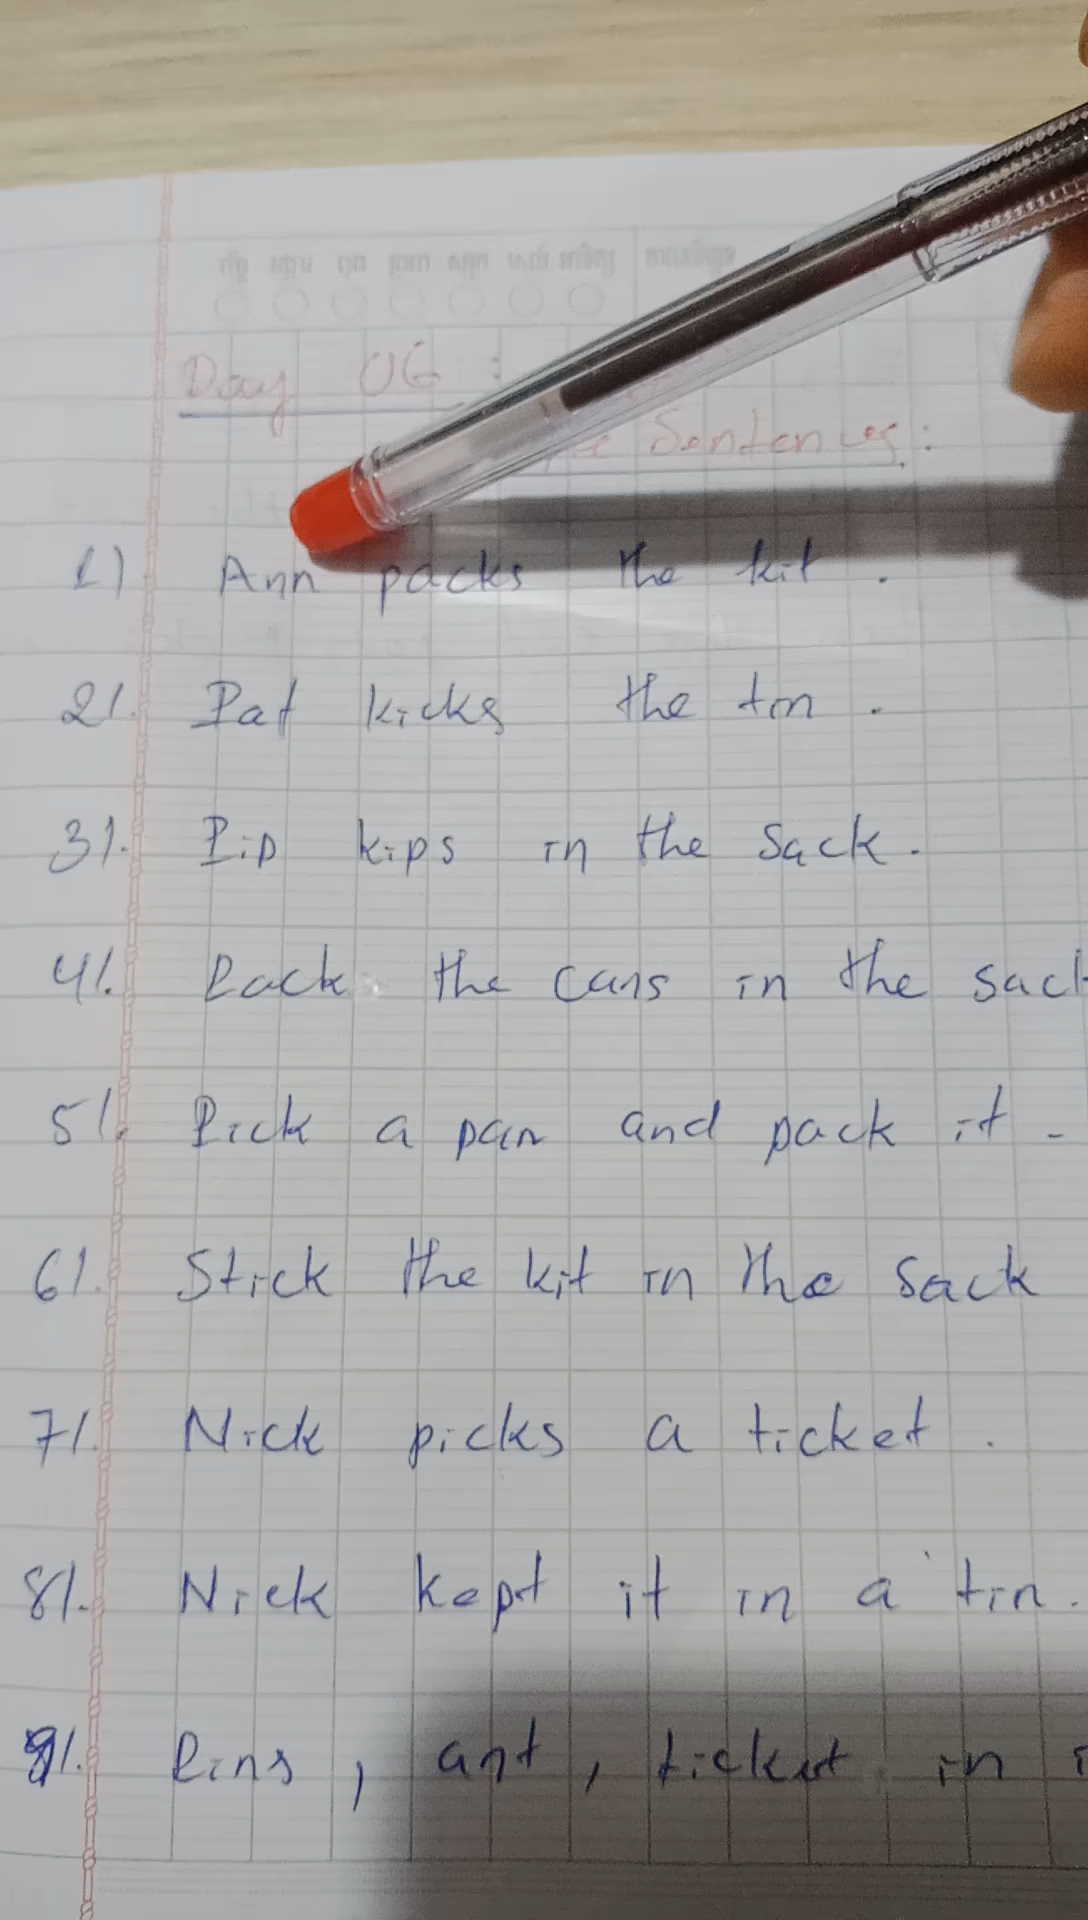 Day 06 :
Sentences:
1) Ann packs the kit .
2/. Pat kicks the tin .
3/. Pip kips in the sack.
4/. Pack the cans in the sack
5/. Pick a pan and pack it -
6/. Stick the kit in the sack
7/. Nick picks a ticket .
8/. Nick kept it in a tin.
9/. Pins , ant , ticket in